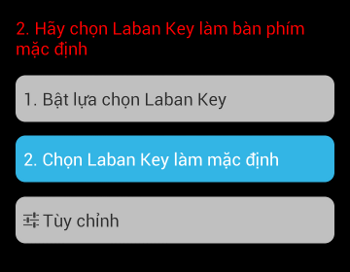 2. Hãy chọn Laban Key làm bàn phím
mặc định
1. Bật lựa chọn Laban Key
2. Chọn Laban Key làm mặc định
Tùy chỉnh